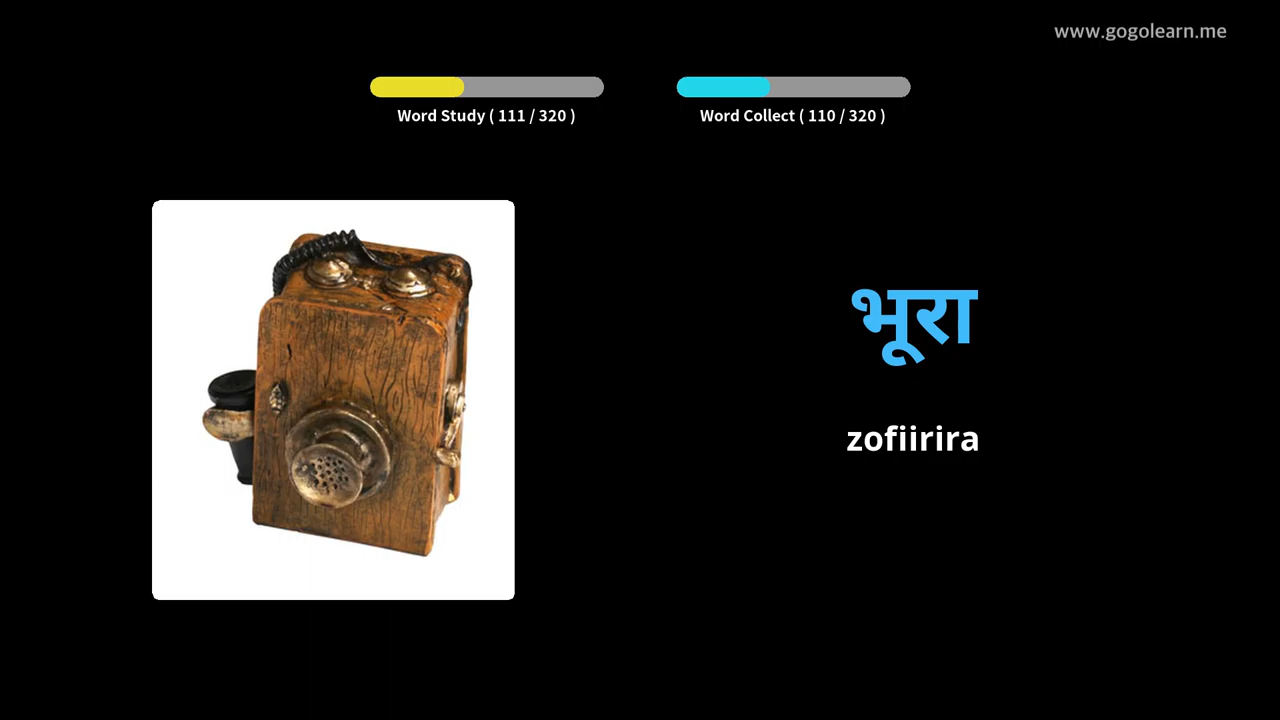 www.gogolearn.me
Word Study ( 111 / 320 )
Word Collect ( 110 / 320 )
भूरा
zofiirira